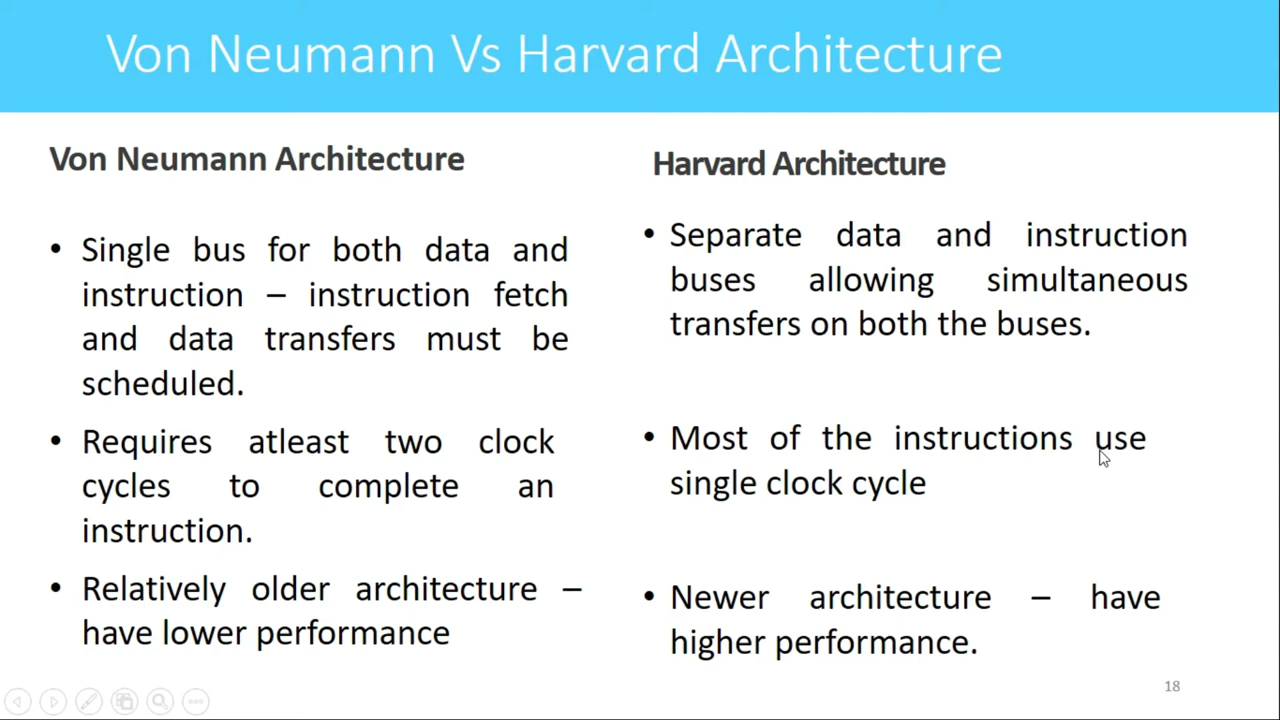 Von Neumann Vs Harvard Architecture
Von Neumann Architecture
• Single bus for both data and
instruction – instruction fetch
and data transfers must be
scheduled.
• Requires atleast two clock
cycles to complete an
instruction.
• Relatively older architecture –
have lower performance
Harvard Architecture
• Separate data and instruction
buses allowing simultaneous
transfers on both the buses.
• Most of the instructions use
single clock cycle
• Newer architecture – have
higher performance.
18